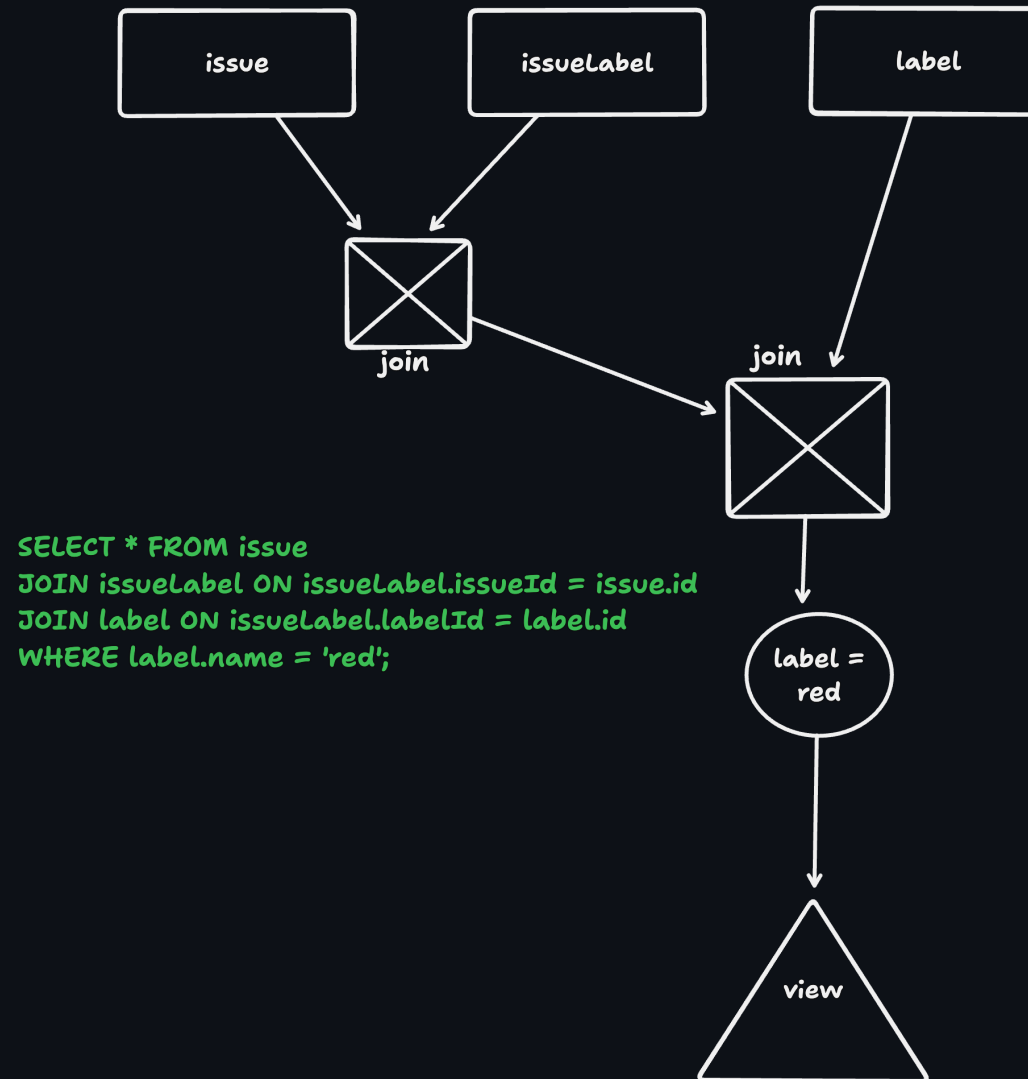 issue
issueLabel
label
join
join
SELECT * FROM issue
JOIN issueLabel ON issueLabel.issueId = issue.id
JOIN label ON issueLabel.labelId = label.id
WHERE label.name = 'red';
label =
red
view